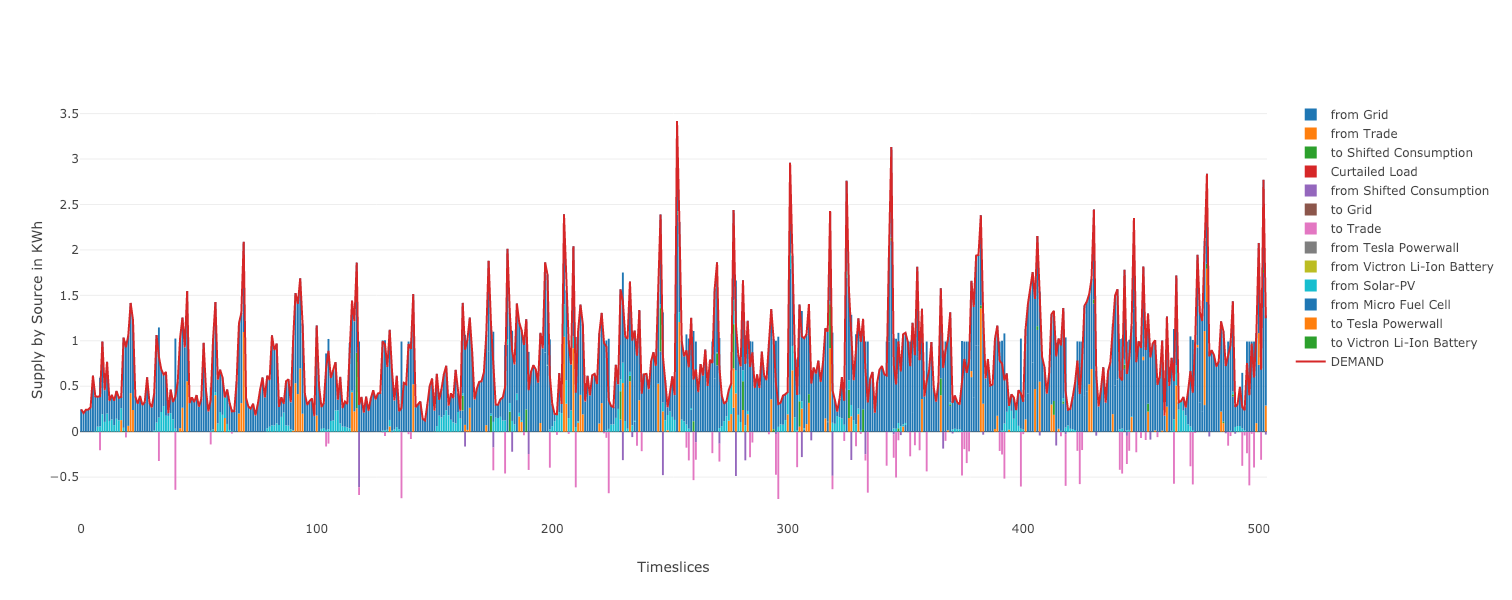 Supply by Source in KWh
3.5
3
2.5
2
1.5
1
0.5
0
−0.5
0
100
200
300
400
500
Timeslices
from Grid
from Trade
to Shifted Consumption
Curtailed Load
from Shifted Consumption
to Grid
to Trade
from Tesla Powerwall
from Victron Li-Ion Battery
from Solar-PV
from Micro Fuel Cell
to Tesla Powerwall
to Victron Li-Ion Battery
DEMAND